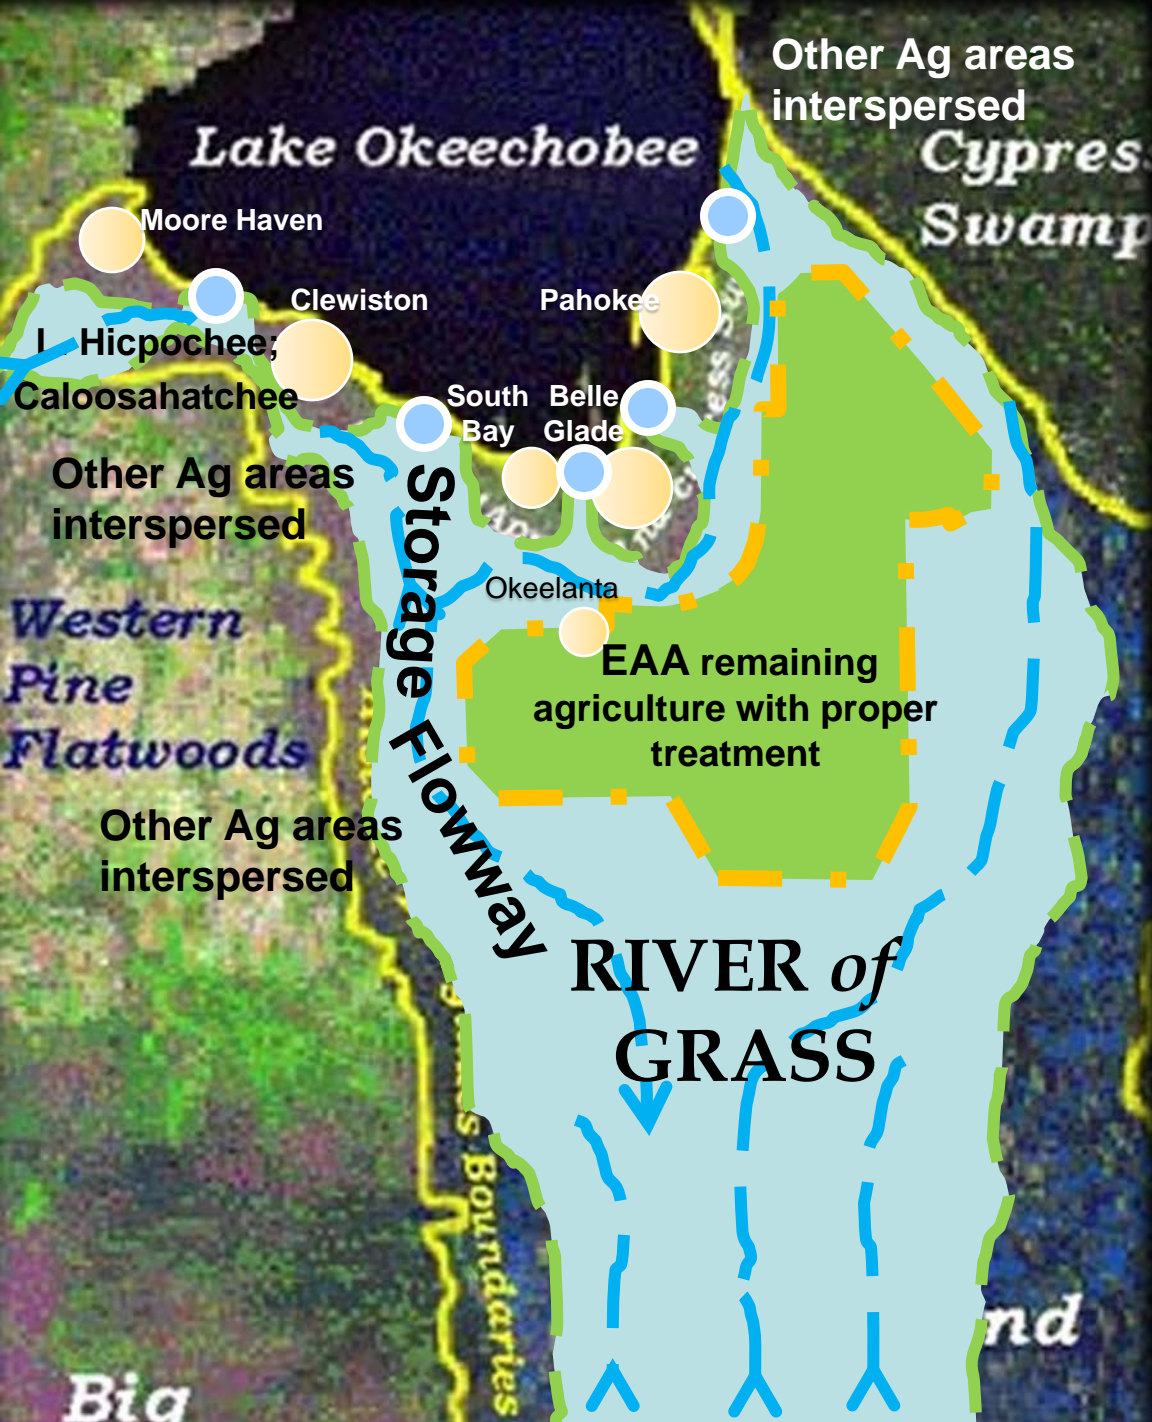 Other Ag areas
interspersed
Lake Okeechobee
Cypres
Swamp
Moore Haven
Clewiston
Pahokee
L. Hicpochee;
Caloosahatchee
South
Bay
Belle
Glade
Other Ag areas
interspersed
Storage Flowway
Okeelanta
Western
Pine
Flatwoods
EAA remaining
agriculture with proper
treatment
Other Ag areas
interspersed
RIVER of
GRASS
Boundaries
nd
Big